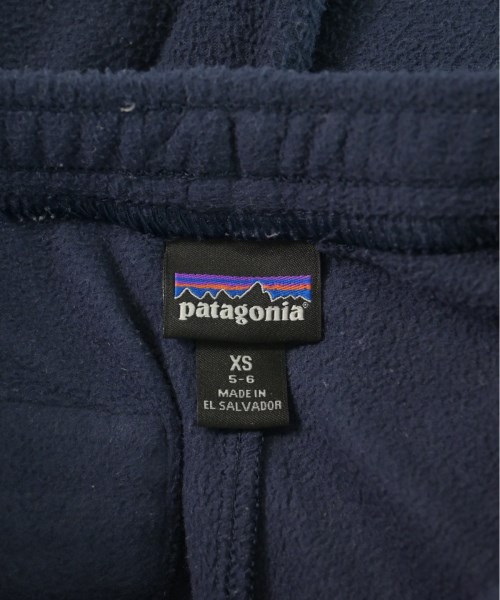 patagonia®
XS
5-6
MADE IN
EL SALVADOR